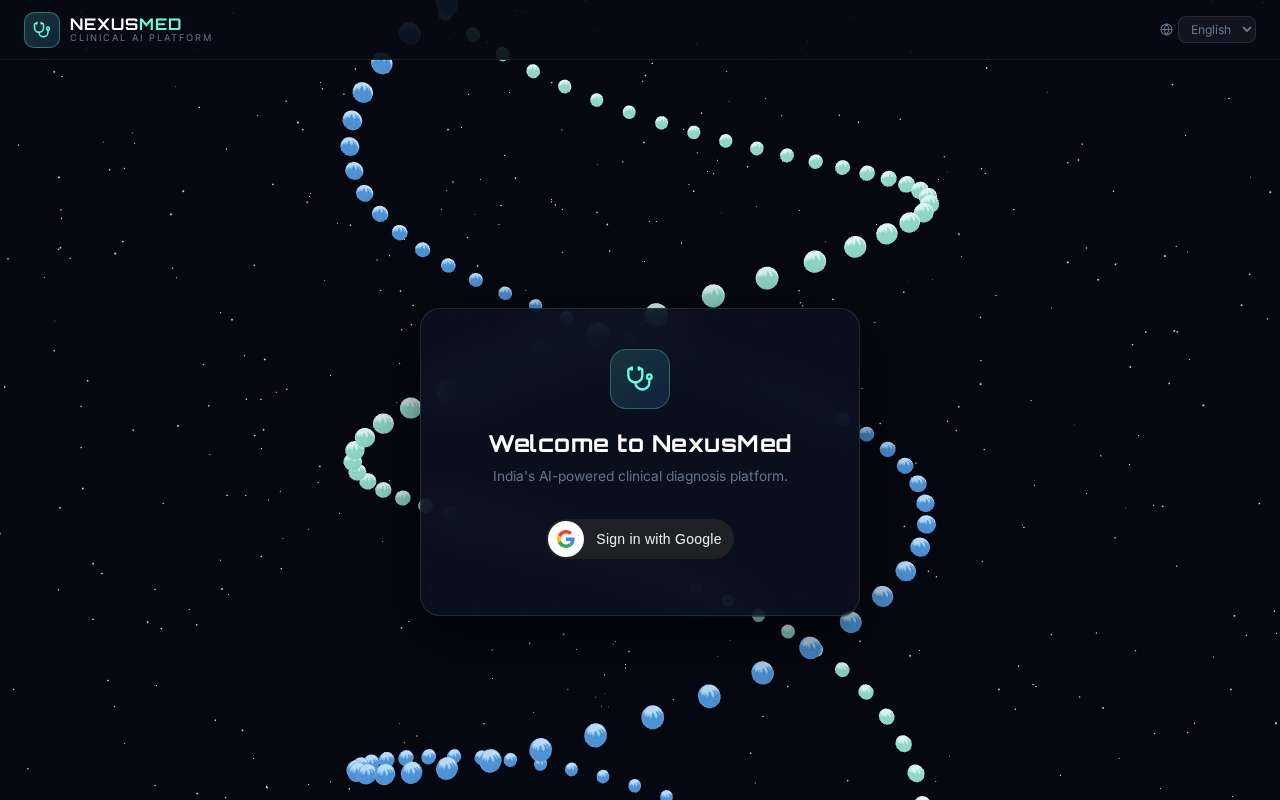 NEXUSMED
CLINICAL AI PLATFORM
English
Welcome to NexusMed
India's AI-powered clinical diagnosis platform.
Sign in with Google